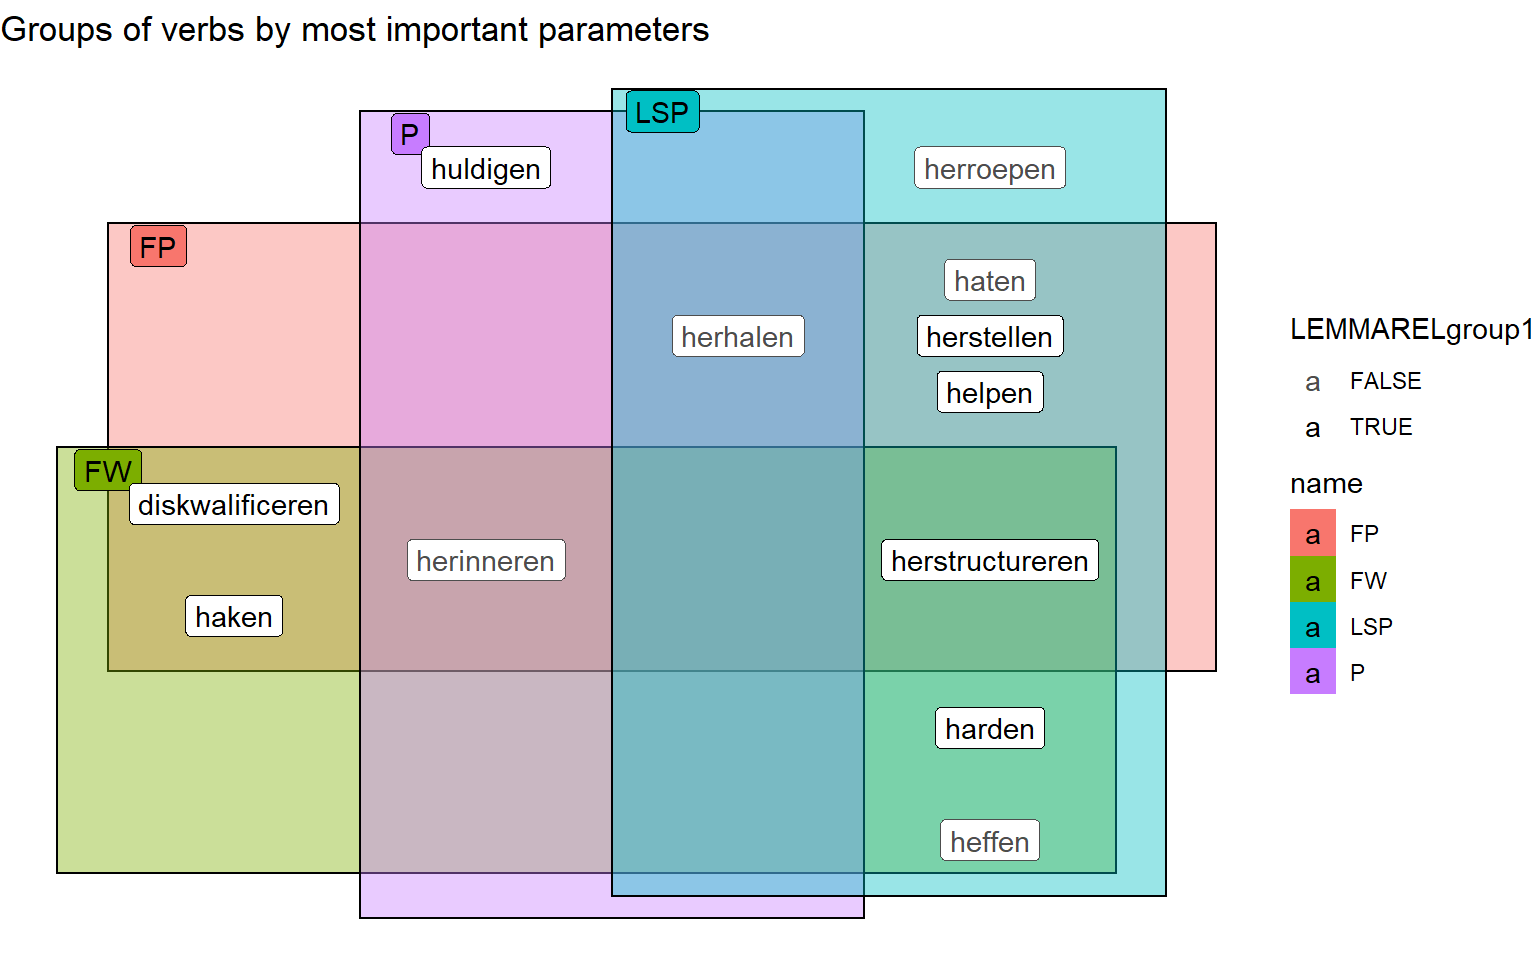 Groups of verbs by most important parameters
LSP
P
huldigen
herroepen
FP
haten
herhalen
herstellen
helpen
FW
diskwalificeren
herinneren
herstructureren
haken
harden
heffen
LEMMARELgroup1
a FALSE
a TRUE
name
a FP
a FW
a LSP
a P